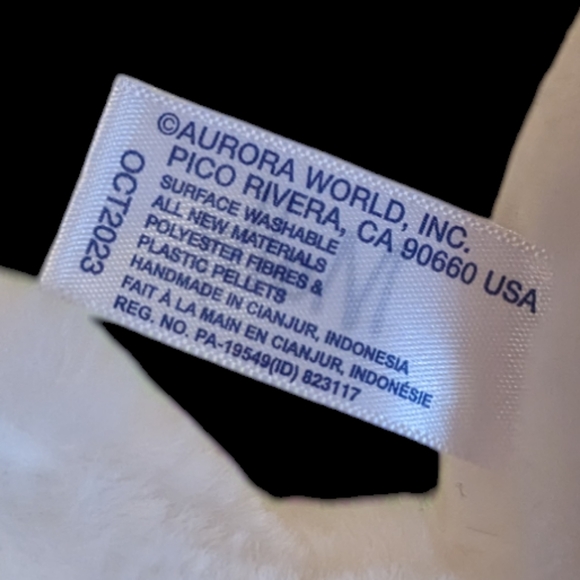 ©AURORA WORLD, INC.
PICO RIVERA, CA 90660 USA
SURFACE WASHABLE
ALL NEW MATERIALS
POLYESTER FIBRES &
PLASTIC PELLETS
HANDMADE IN CIANJUR, INDONESIA
FAIT À LA MAIN EN CIANJUR, INDONÉSIE
REG. NO. PA-19549(ID) 823117
OCT2023